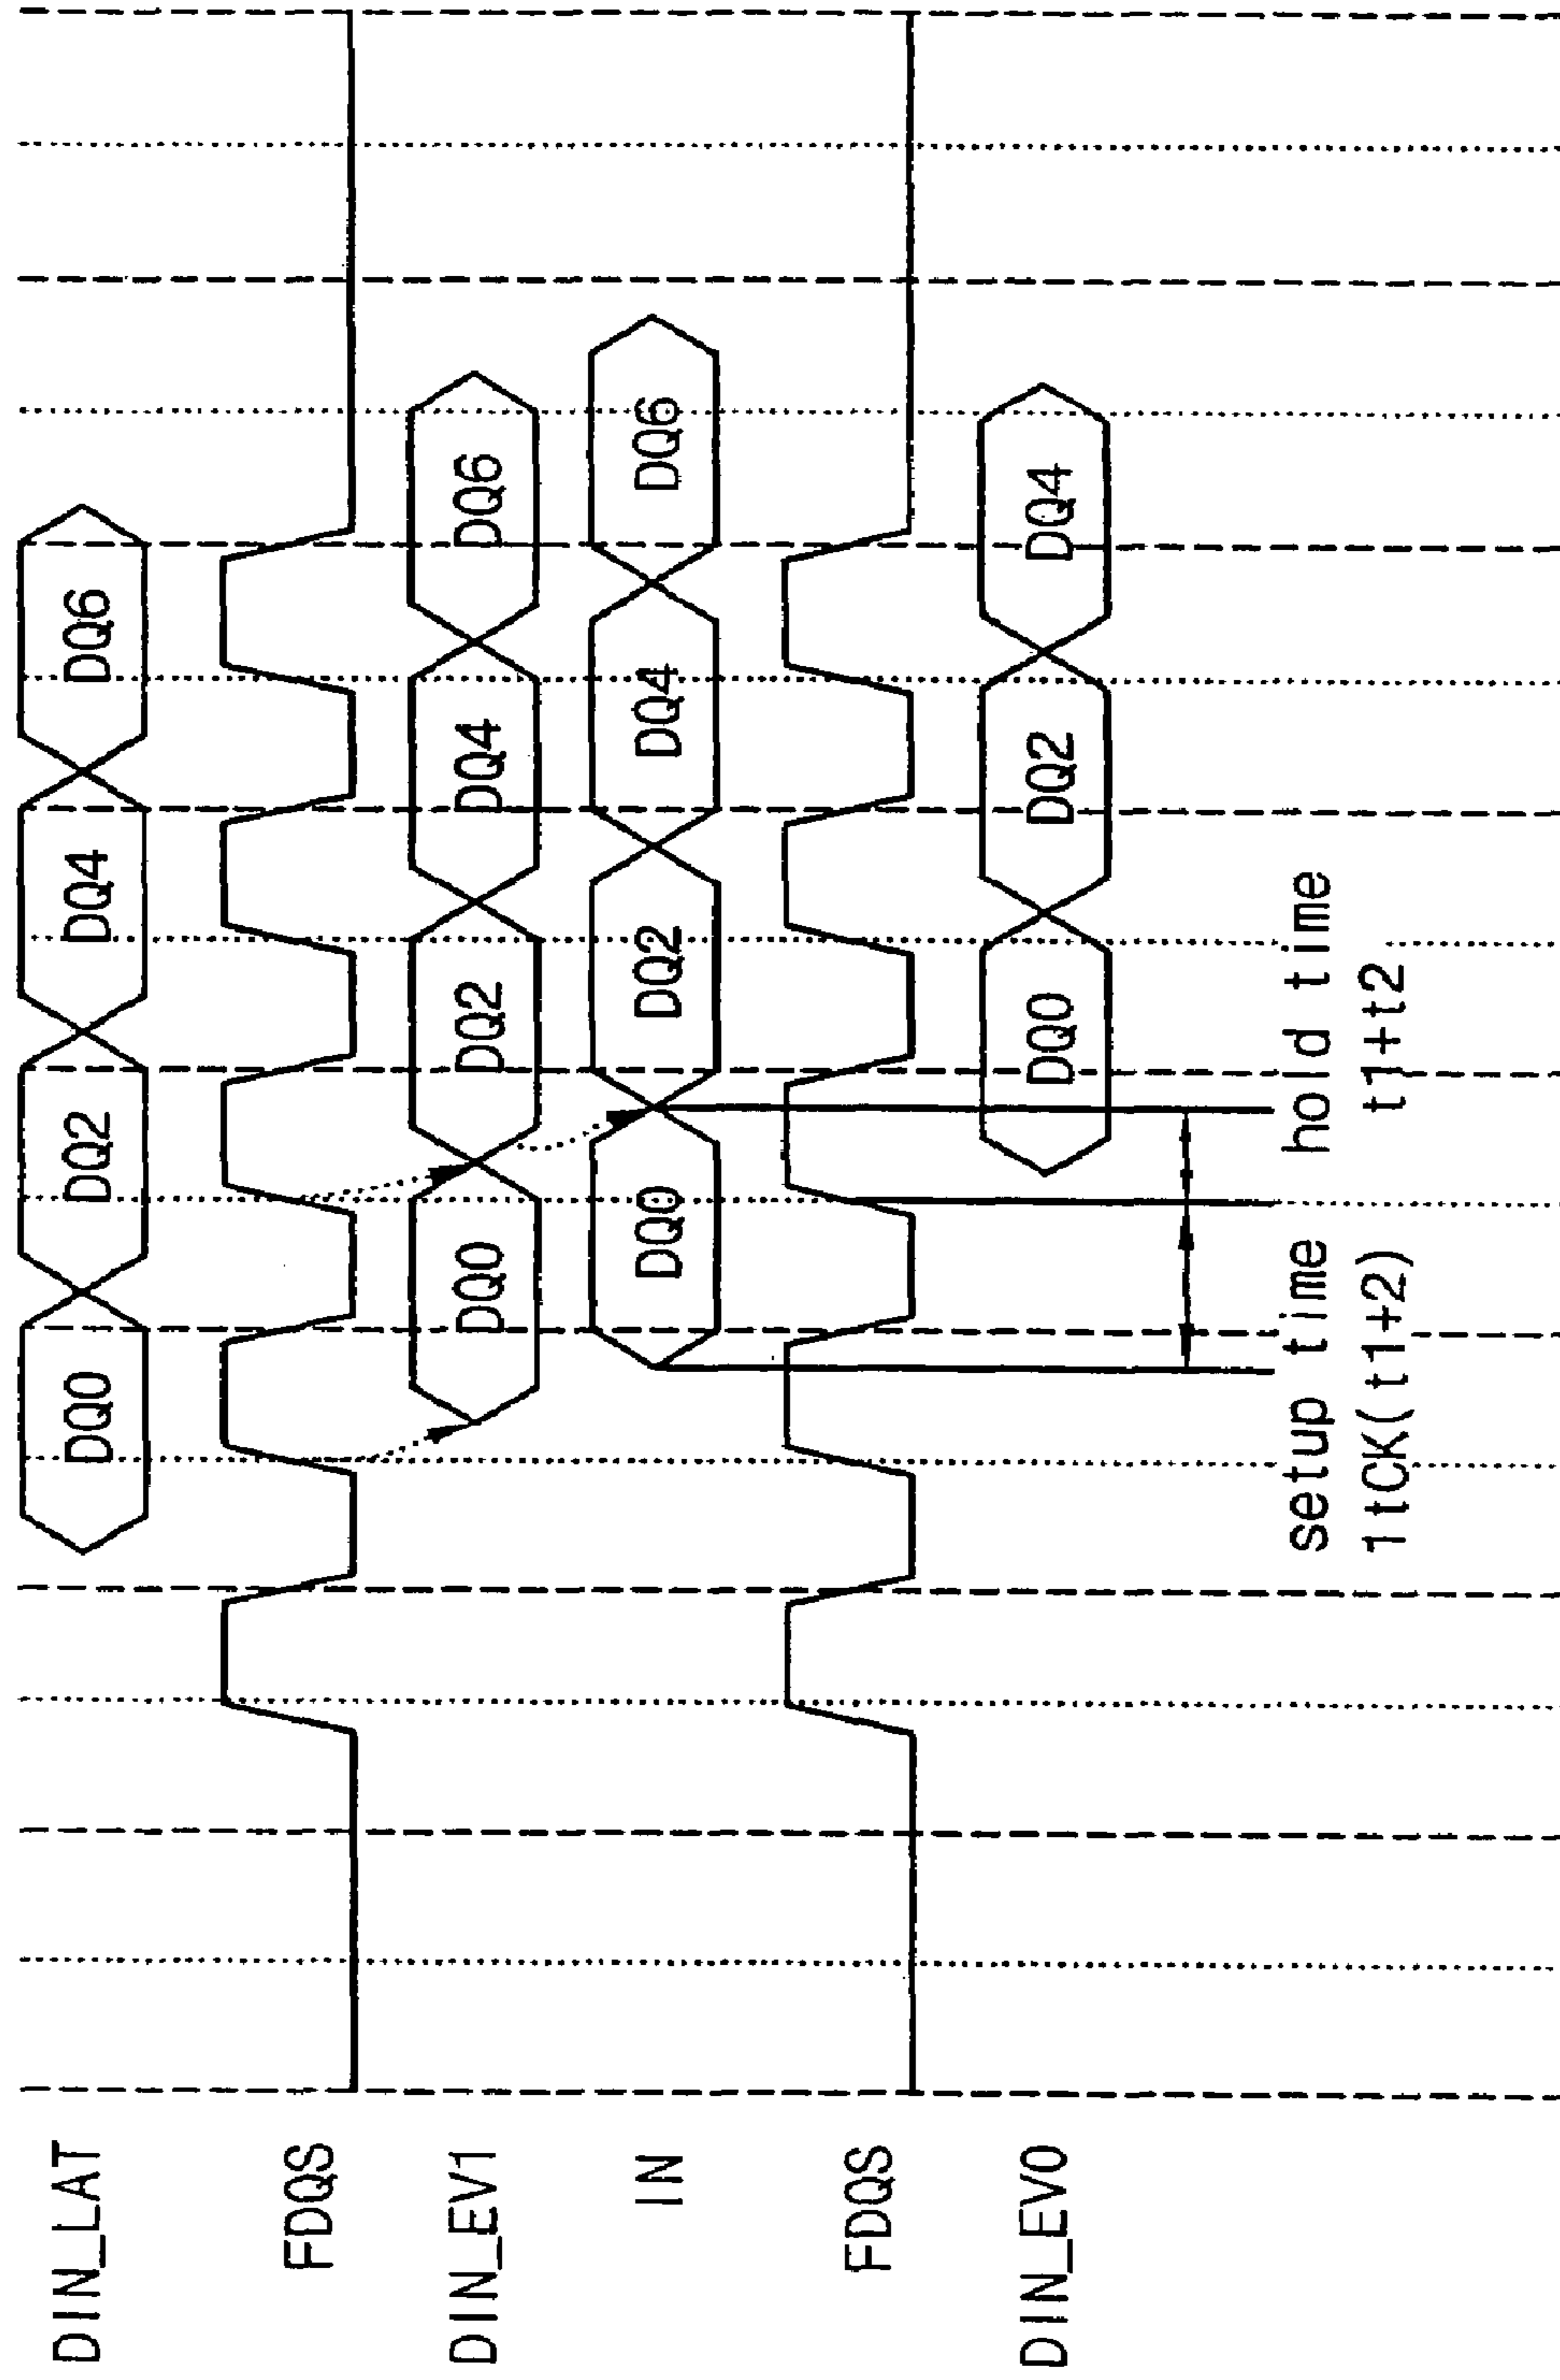 DIN_LAT
DQ0 DQ2 DQ4 DQ6
FDQS
DIN_EV1
DQ0 DQ2 DQ4 DQ6
IN
DQ0 DQ2 DQ4 DQ6
FDQS
DIN_EV0
DQ0 DQ2 DQ4
setup time hold time
1tCK(t1+2) t1+t2